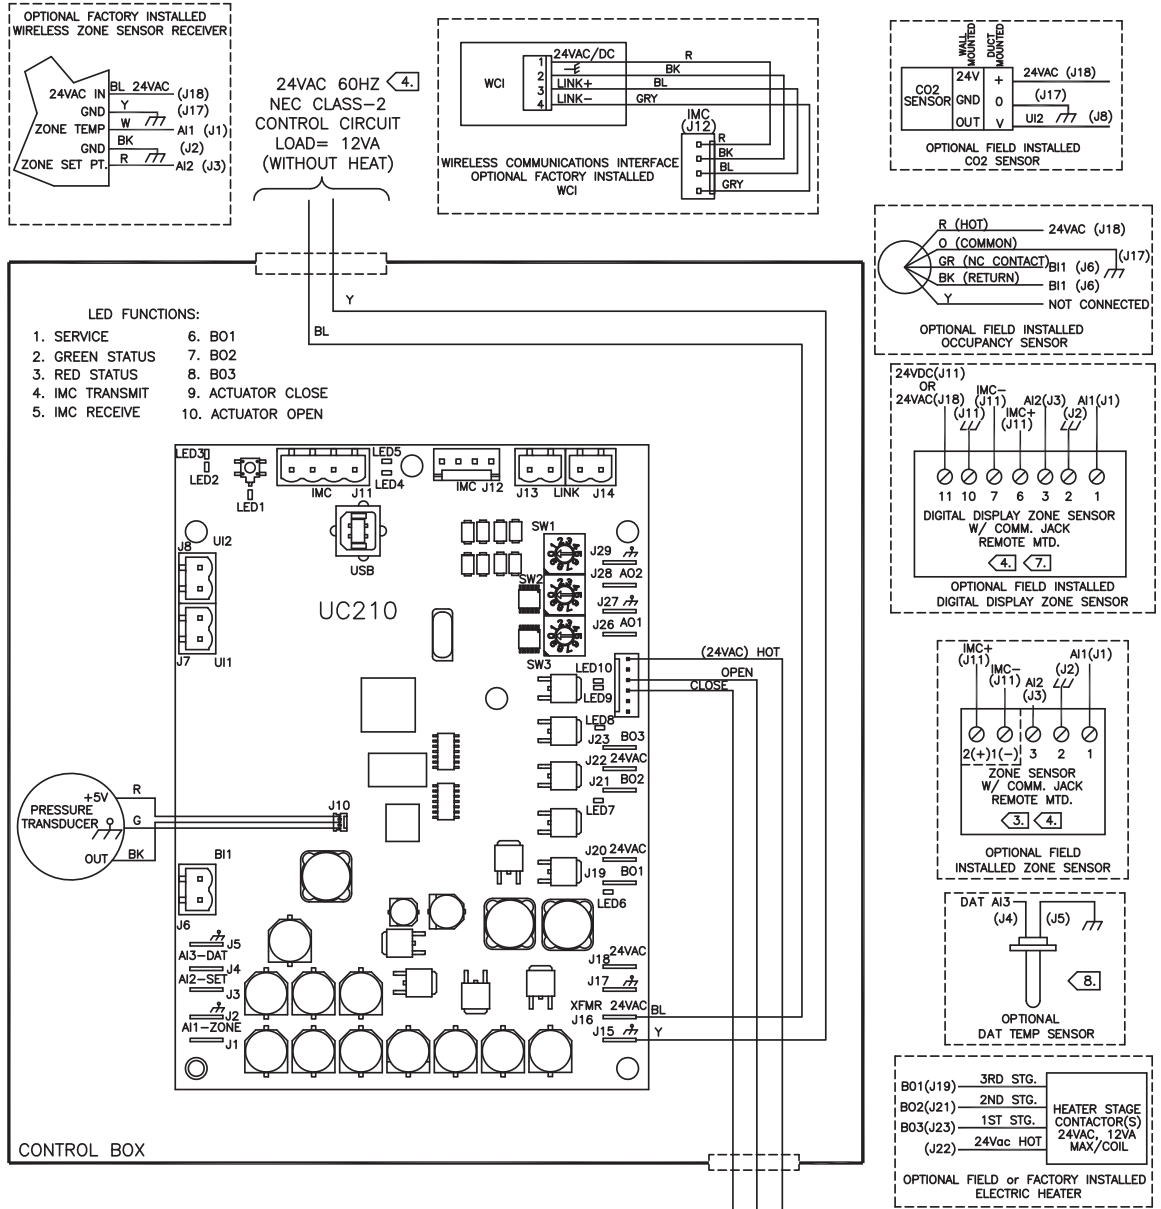 OPTIONAL FACTORY INSTALLED
WIRELESS ZONE SENSOR RECEIVER
24VAC IN BL 24VAC (J18)
GND Y (J17)
ZONE TEMP W AI1 (J1)
GND BK (J2)
ZONE SET PT. R AI2 (J3)
24VAC 60HZ 4.
NEC CLASS-2
CONTROL CIRCUIT
LOAD= 12VA
(WITHOUT HEAT)
WCI
1 24VAC/DC R
2 BK
3 LINK+ BL
4 LINK- GRY
IMC
(J12)
R
BK
BL
GRY
WIRELESS COMMUNICATIONS INTERFACE
OPTIONAL FACTORY INSTALLED
WCI
WALL MOUNTED
DUCT MOUNTED
CO2 SENSOR
24V + 24VAC (J18)
GND 0 (J17)
OUT V UI2 (J8)
OPTIONAL FIELD INSTALLED
CO2 SENSOR
R (HOT) 24VAC (J18)
O (COMMON) (J17)
GR (NC CONTACT) BI1 (J6)
BK (RETURN) BI1 (J6)
Y NOT CONNECTED
OPTIONAL FIELD INSTALLED
OCCUPANCY SENSOR
Y
BL
LED FUNCTIONS:
1. SERVICE
2. GREEN STATUS
3. RED STATUS
4. IMC TRANSMIT
5. IMC RECEIVE
6. BO1
7. BO2
8. B03
9. ACTUATOR CLOSE
10. ACTUATOR OPEN
24VDC(J11)
OR
24VAC(J18)
(J11)
IMC-
(J11)
IMC+
(J11)
AI2(J3)
(J2)
AI1(J1)
11 10 7 6 3 2 1
DIGITAL DISPLAY ZONE SENSOR
W/ COMM. JACK
REMOTE MTD.
4. 7.
OPTIONAL FIELD INSTALLED
DIGITAL DISPLAY ZONE SENSOR
LED3
LED2
LED1
IMC J11
LED5
LED4
IMC J12
J13 LINK J14
USB
J8 UI2
UC210
J7 UI1
SW1
SW2
SW3
J29
J28 AO2
J27
J26 AO1
(24VAC) HOT
OPEN
CLOSE
LED10
LED9
LED8
J23 BO3
J22 24VAC
J21 BO2
LED7
J20 24VAC
J19 BO1
LED6
IMC+
(J11)
IMC-
(J11)
AI2
(J3)
(J2)
AI1(J1)
2(+) 1(-) 3 2 1
ZONE SENSOR
W/ COMM. JACK
REMOTE MTD.
3. 4.
OPTIONAL FIELD
INSTALLED ZONE SENSOR
PRESSURE
TRANSDUCER
+5V R
G
OUT BK
J10
BI1
J6
J5
AI3-DAT
J4
AI2-SET
J3
J2
AI1-ZONE
J1
24VAC
J18
J17
XFMR 24VAC BL
J16
J15 Y
DAT AI3
(J4) (J5)
8.
OPTIONAL
DAT TEMP SENSOR
BO1(J19) 3RD STG.
BO2(J21) 2ND STG.
B03(J23) 1ST STG.
(J22) 24Vac HOT
HEATER STAGE
CONTACTOR(S)
24VAC, 12VA
MAX/COIL
OPTIONAL FIELD or FACTORY INSTALLED
ELECTRIC HEATER
CONTROL BOX